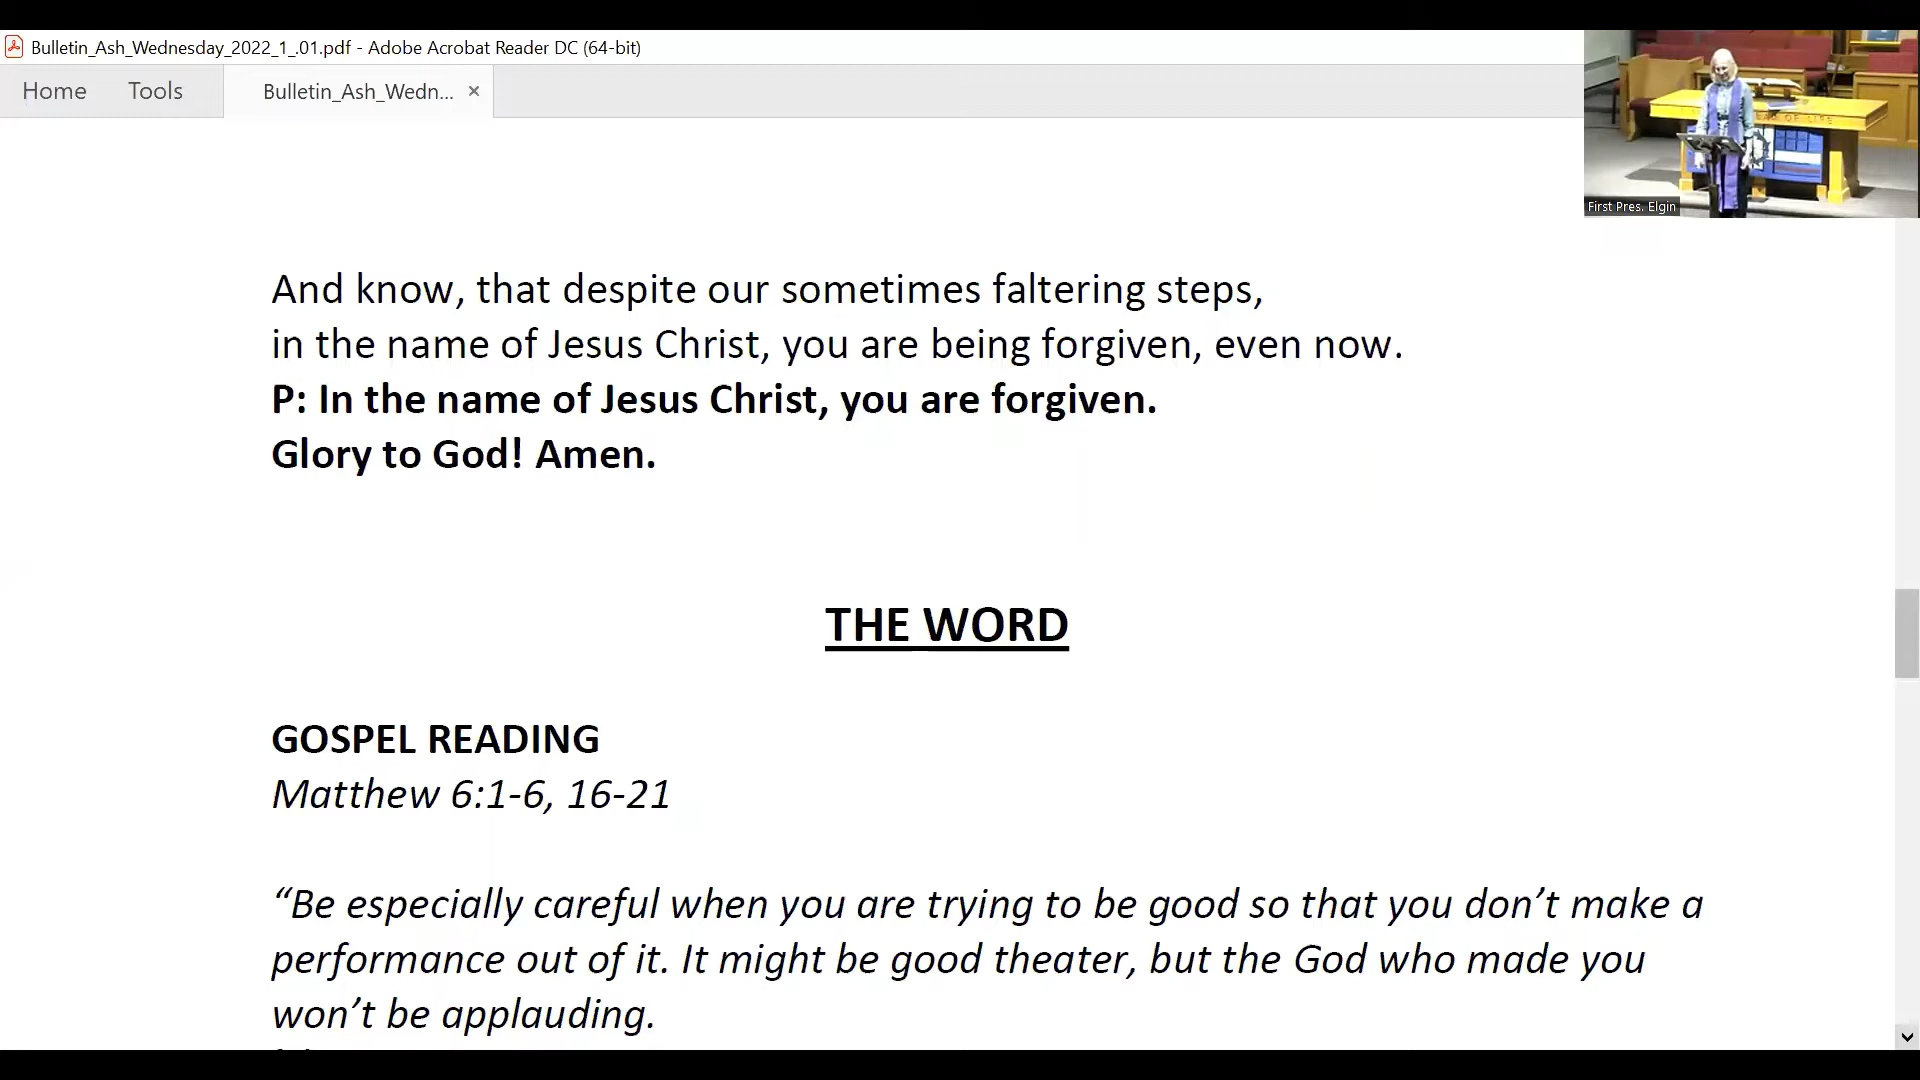 Bulletin_Ash_Wednesday_2022_1_.01.pdf - Adobe Acrobat Reader DC (64-bit)
Home Tools Bulletin_Ash_Wedn... ×
First Pres. Elgin
And know, that despite our sometimes faltering steps,
in the name of Jesus Christ, you are being forgiven, even now.
P: In the name of Jesus Christ, you are forgiven.
Glory to God! Amen.
THE WORD
GOSPEL READING
Matthew 6:1-6, 16-21
“Be especially careful when you are trying to be good so that you don’t make a
performance out of it. It might be good theater, but the God who made you
won’t be applauding.